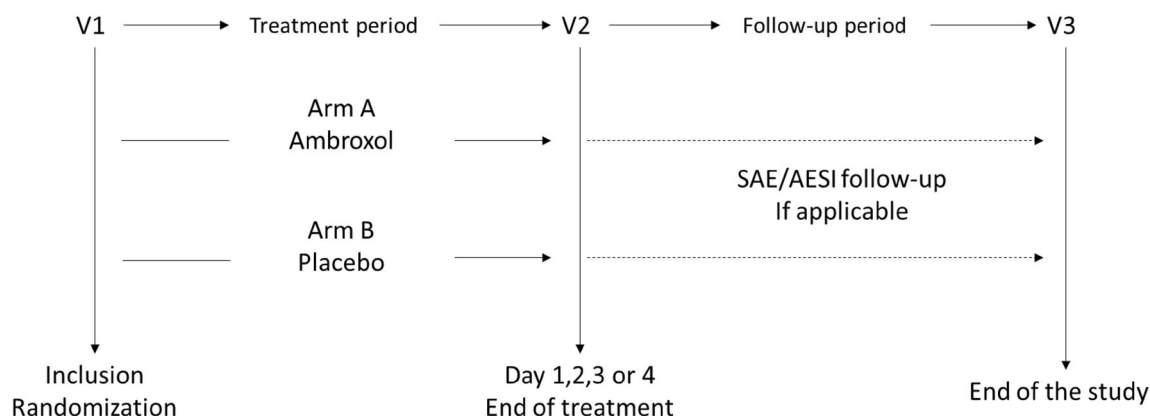 V1 Treatment period V2 Follow-up period V3
Arm A
Ambroxol
SAE/AESI follow-up
If applicable
Arm B
Placebo
Inclusion
Randomization
Day 1,2,3 or 4
End of treatment
End of the study